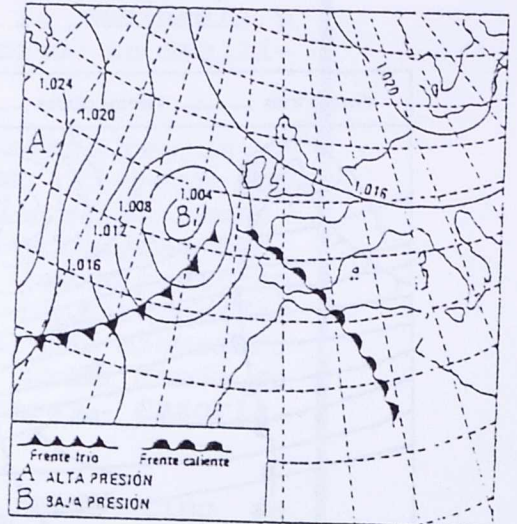 1.024
1.020
A
1.020
1.004
1.016
1.008
B
1.012
1.016
Frente frío Frente caliente
A ALTA PRESIÓN
B BAJA PRESIÓN